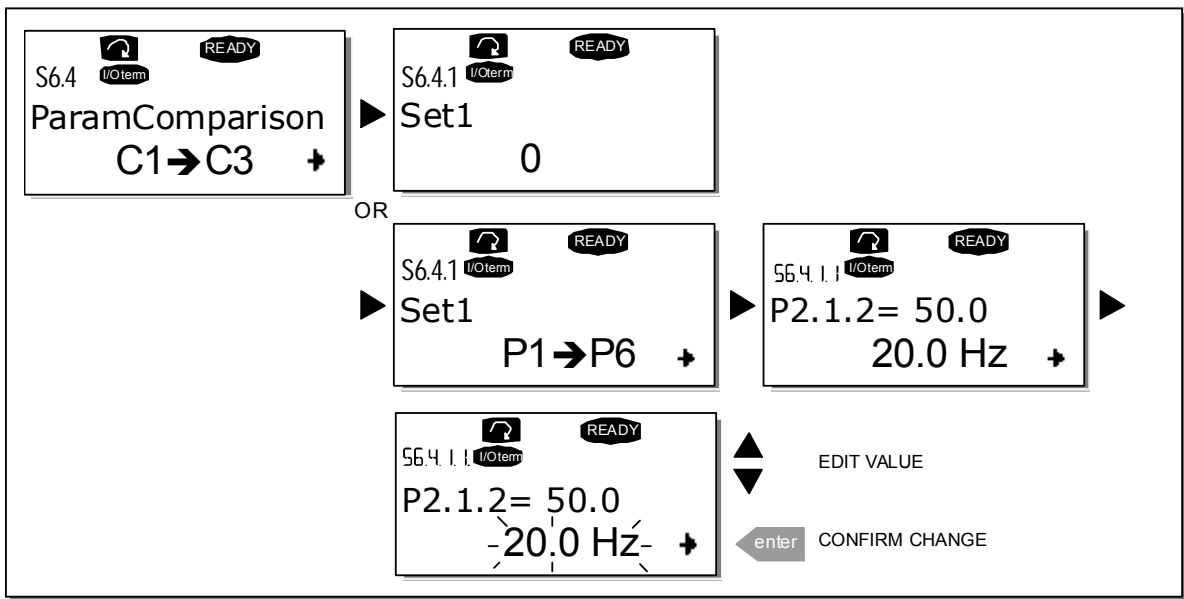 READY
S6.4 I/Oterm
ParamComparison
C1➔C3
READY
S6.4.1 I/Oterm
Set1
0
OR
READY
S6.4.1 I/Oterm
Set1
P1➔P6
READY
S6.4.1.1 I/Oterm
P2.1.2= 50.0
20.0 Hz
READY
S6.4.1.1. I/Oterm
P2.1.2= 50.0
20.0 Hz
EDIT VALUE
enter CONFIRM CHANGE